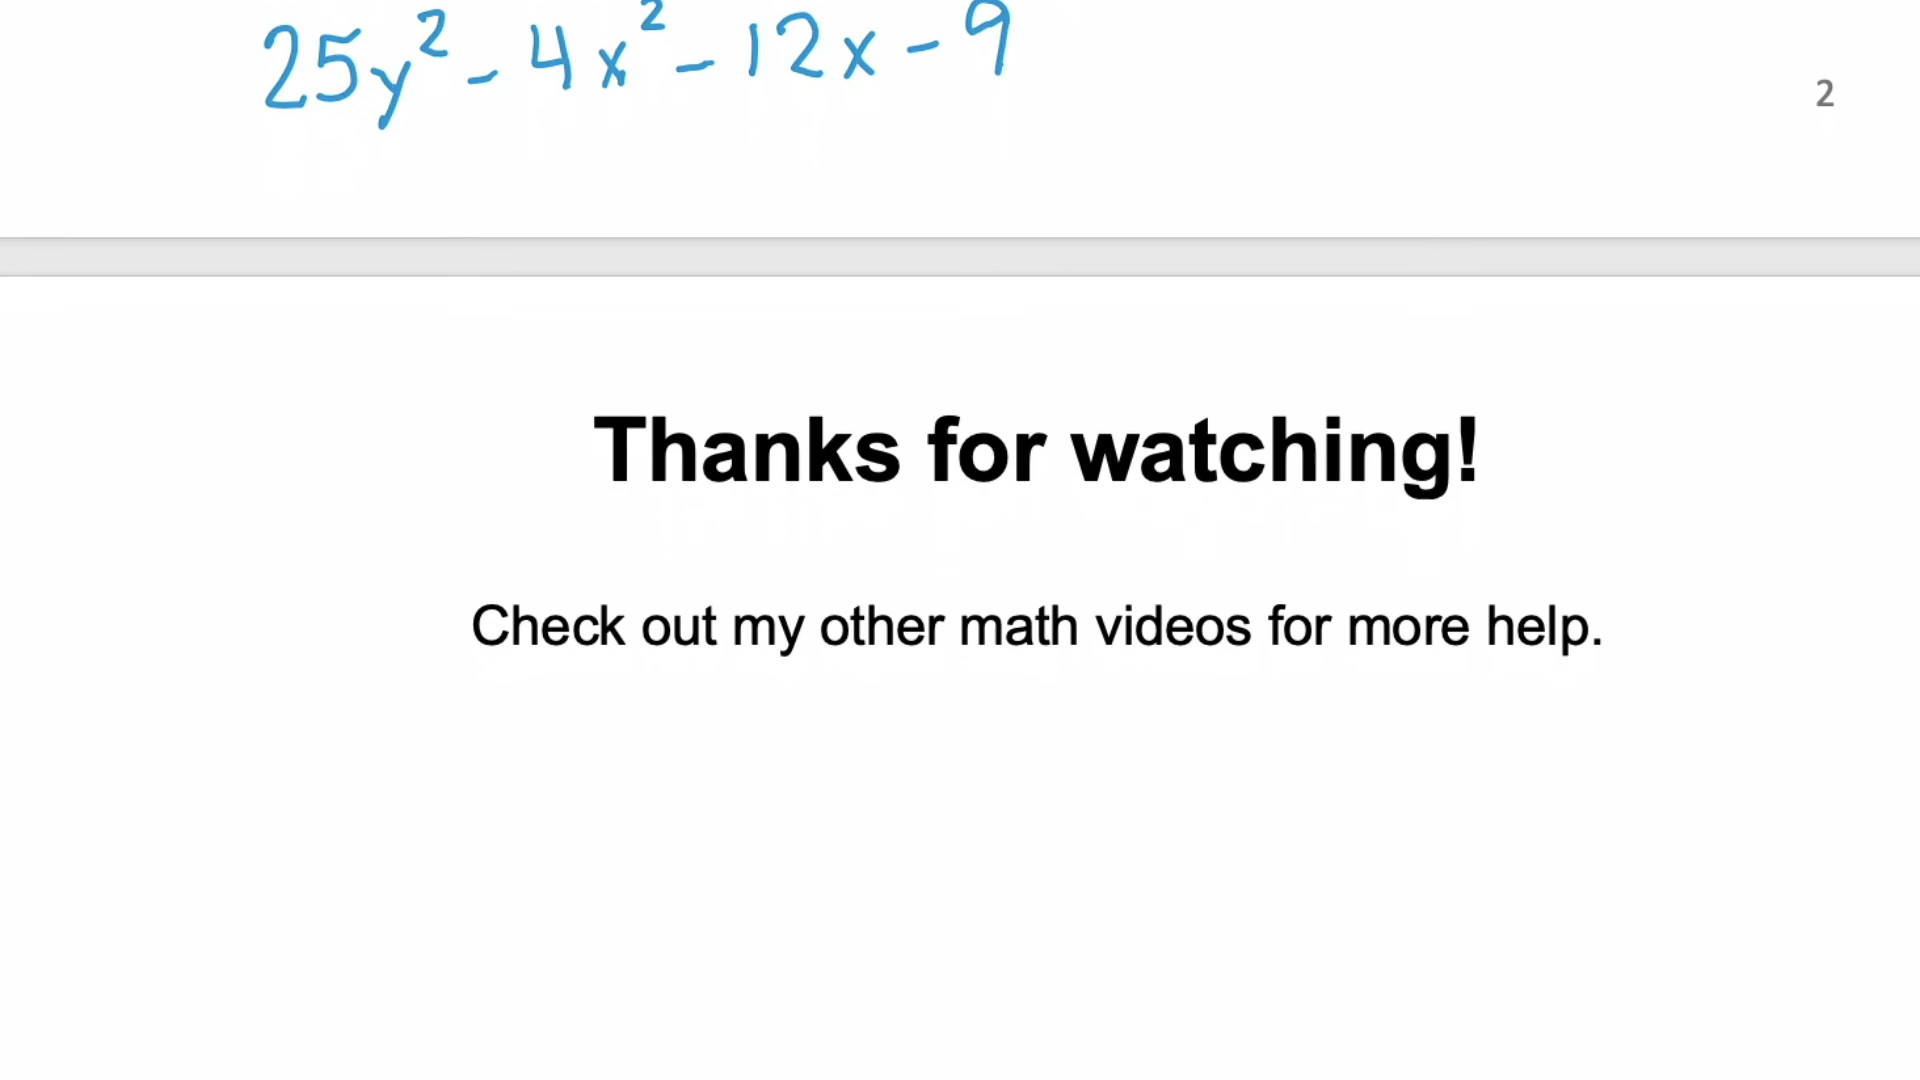 25y² - 4x² - 12x - 9
2
Thanks for watching!
Check out my other math videos for more help.